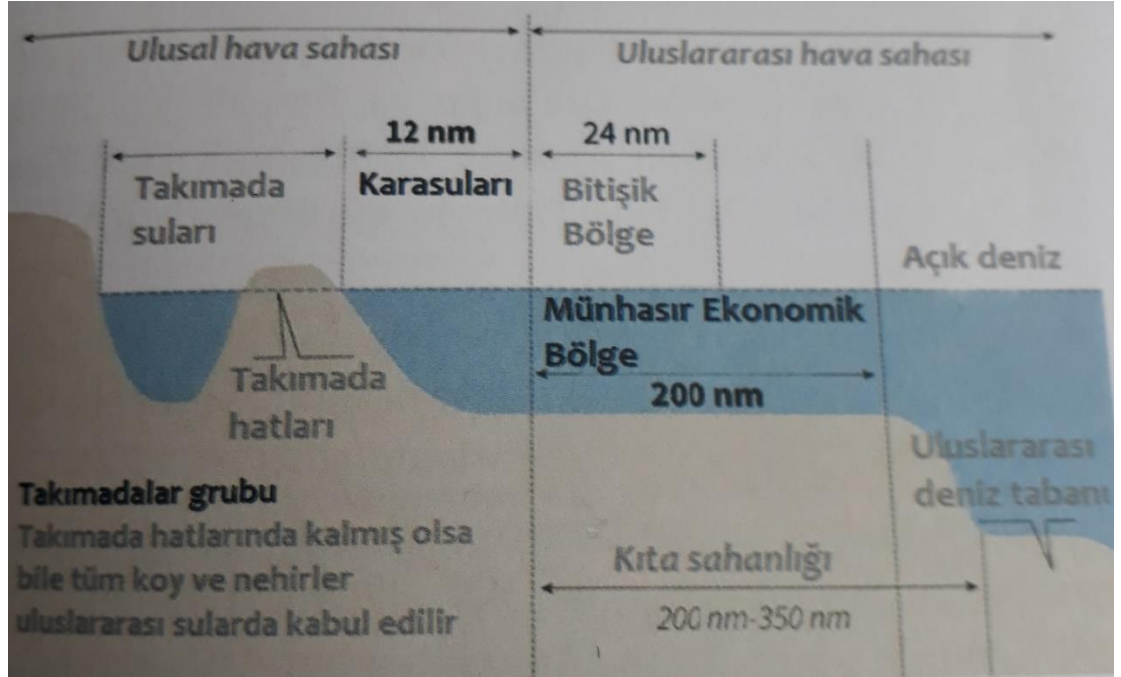 Ulusal hava sahası
Uluslararası hava sahası
12 nm
24 nm
Takımada
suları
Karasuları
Bitişik
Bölge
Açık deniz
Münhasır Ekonomik
Bölge
200 nm
Takımada
hatları
Uluslararası
deniz tabanı
Takımadalar grubu
Takımada hatlarında kalmış olsa
bile tüm koy ve nehirler
uluslararası sularda kabul edilir
Kıta sahanlığı
200 nm-350 nm